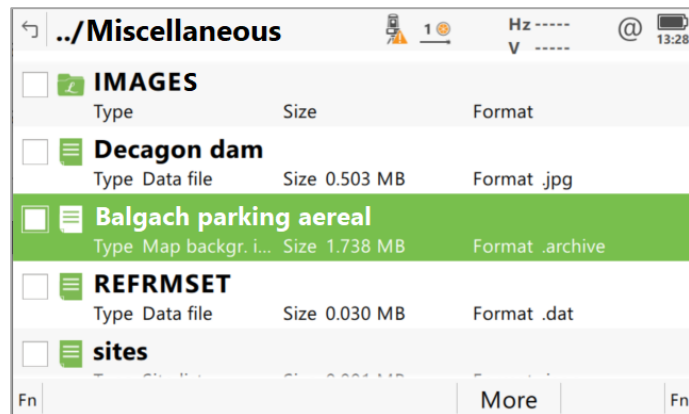 ../Miscellaneous
1
Hz -----
V -----
@
13:28
IMAGES
Type Size Format
Decagon dam
Type Data file Size 0.503 MB Format .jpg
Balgach parking aereal
Type Map backgr. i... Size 1.738 MB Format .archive
REFRMSET
Type Data file Size 0.030 MB Format .dat
sites
Fn More Fn